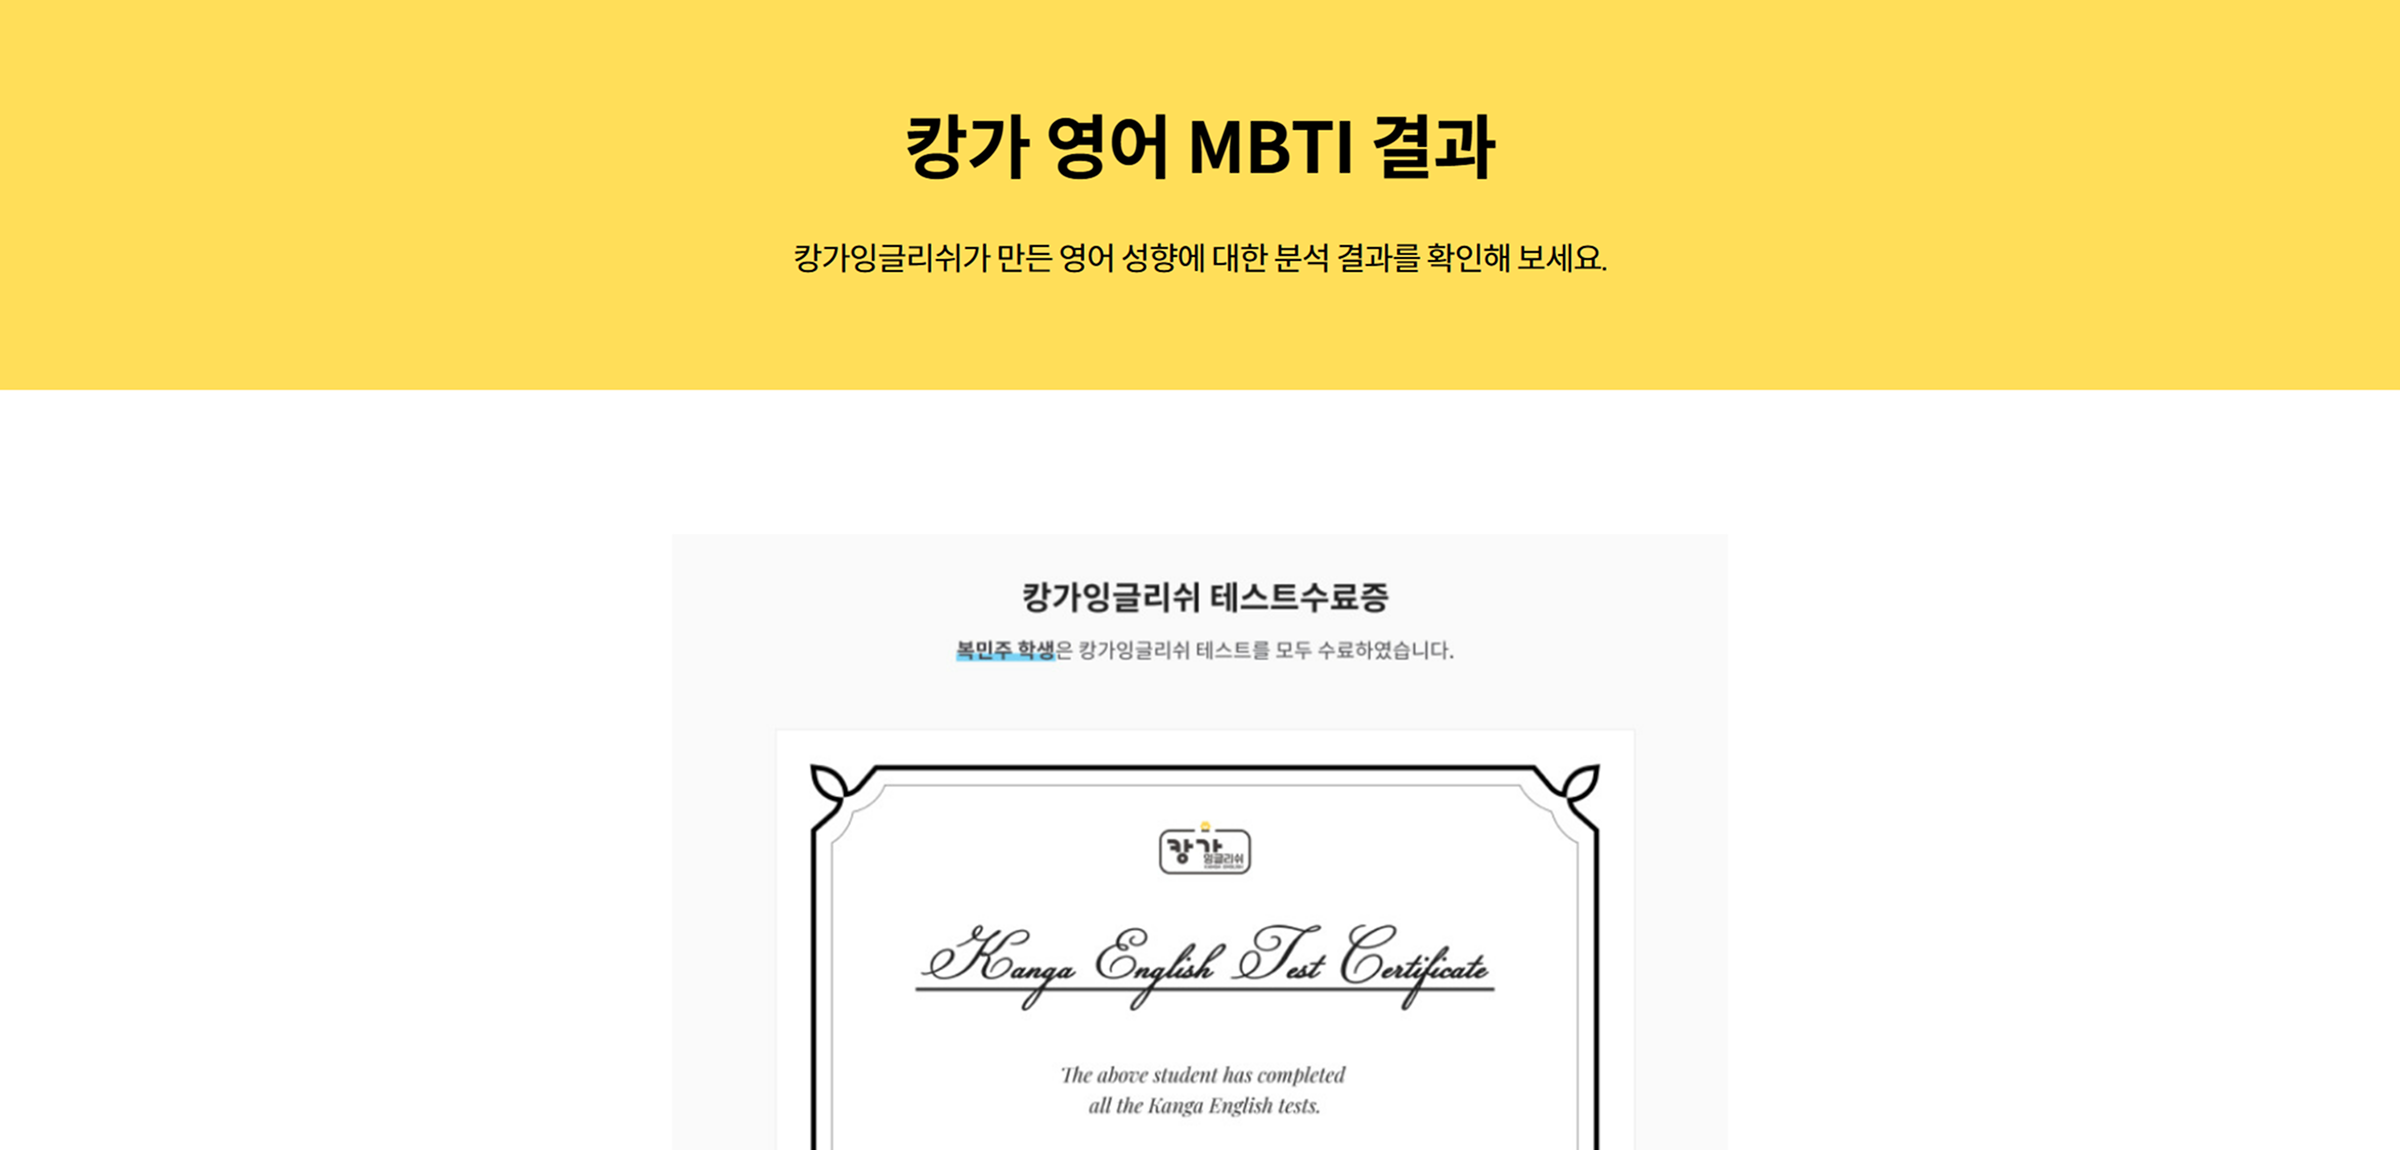 캉가 영어 MBTI 결과
캉가잉글리쉬가 만든 영어 성향에 대한 분석 결과를 확인해 보세요.
캉가잉글리쉬 테스트수료증
복민주 학생은 캉가잉글리쉬 테스트를 모두 수료하였습니다.
캉가
잉글리쉬
Kanga English Test Certificate
The above student has completed
all the Kanga English tests.